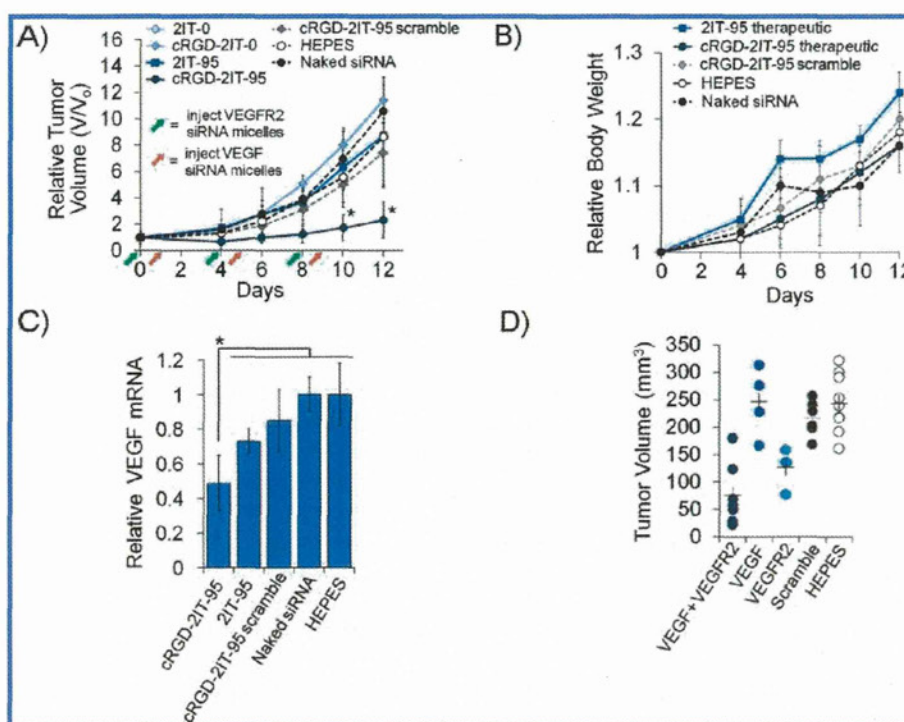 A)
2IT-0
cRGD-2IT-0
2IT-95
cRGD-2IT-95
cRGD-2IT-95 scramble
HEPES
Naked siRNA
Relative Tumor
Volume (V/Vo)
16
14
12
10
8
6
4
2
0
= inject VEGFR2
siRNA micelles
= inject VEGF
siRNA micelles
*
*
0 2 4 6 8 10 12
Days
B)
2IT-95 therapeutic
cRGD-2IT-95 therapeutic
cRGD-2IT-95 scramble
HEPES
Naked siRNA
Relative Body Weight
1.3
1.2
1.1
1
0 2 4 6 8 10 12
Days
C)
*
Relative VEGF mRNA
1.2
1
0.8
0.6
0.4
0.2
0
cRGD-2IT-95
2IT-95
cRGD-2IT-95 scramble
Naked siRNA
HEPES
D)
Tumor Volume (mm³)
350
300
250
200
150
100
50
0
VEGF+VEGFR2
VEGF
VEGFR2
Scramble
HEPES